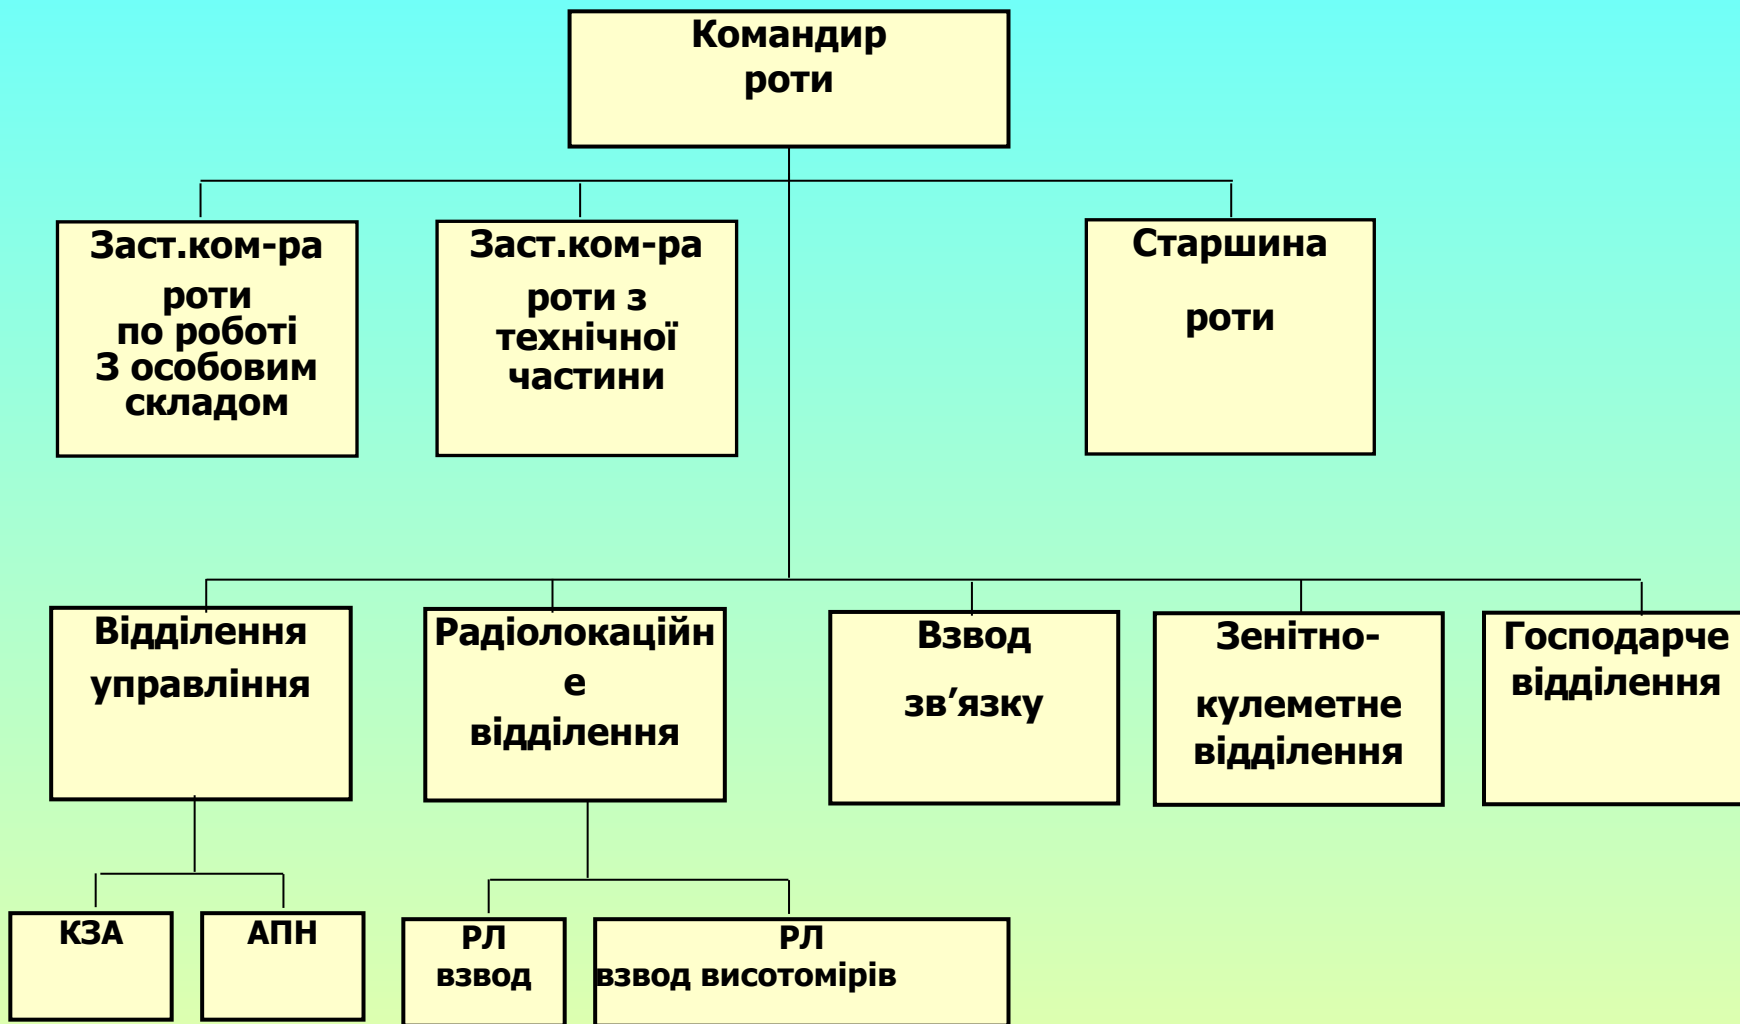 Командир
роти
Заст.ком-ра
роти
по роботі
З особовим
складом
Заст.ком-ра
роти з
технічної
частини
Старшина
роти
Відділення
управління
Радіолокаційн
е
відділення
Взвод
зв’язку
Зенітно-
кулеметне
відділення
Господарче
відділення
КЗА
АПН
РЛ
взвод
РЛ
взвод висотомірів